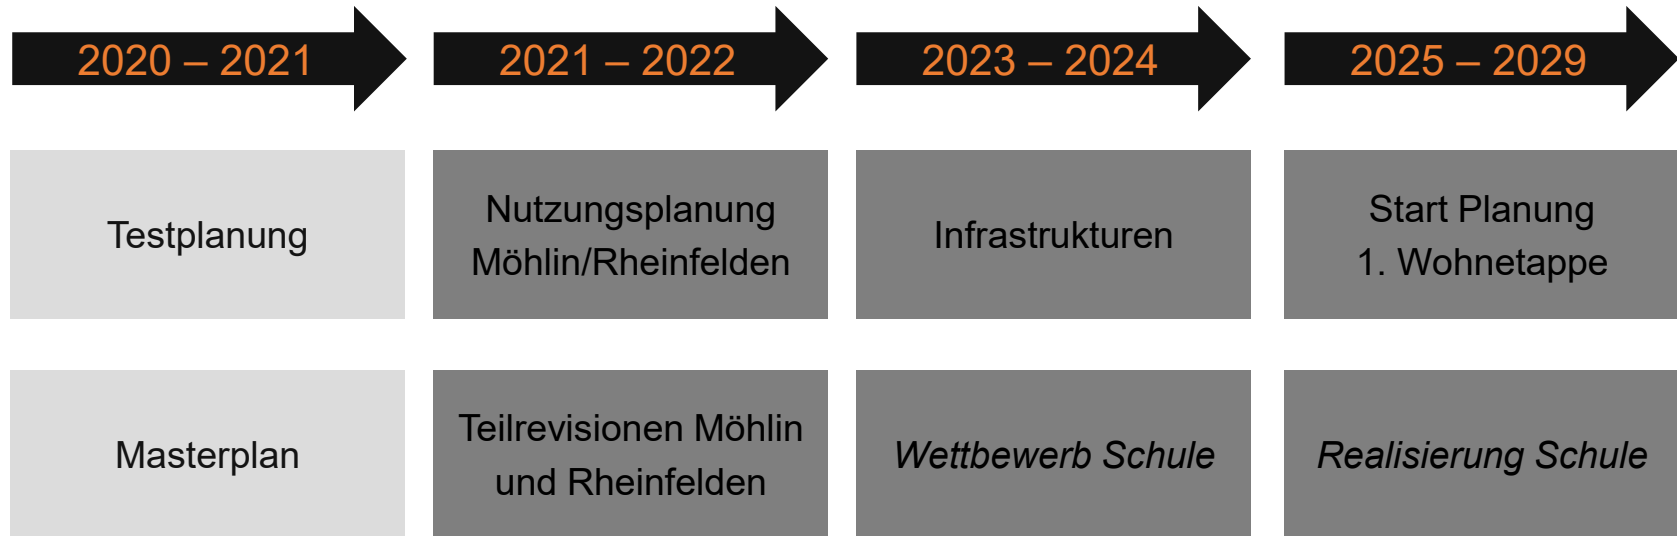 2020 – 2021
2021 – 2022
2023 – 2024
2025 – 2029
Testplanung
Nutzungsplanung
Möhlin/Rheinfelden
Infrastrukturen
Start Planung
1. Wohnetappe
Masterplan
Teilrevisionen Möhlin
und Rheinfelden
Wettbewerb Schule
Realisierung Schule